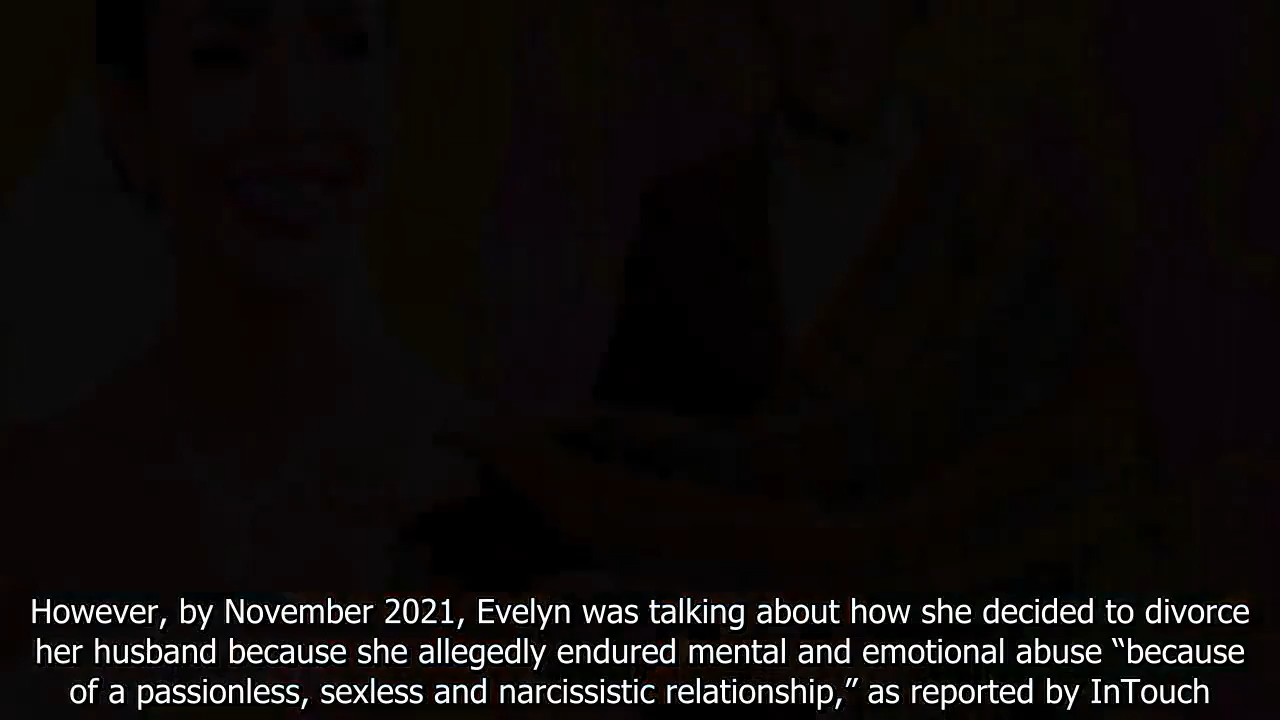 However, by November 2021, Evelyn was talking about how she decided to divorce
her husband because she allegedly endured mental and emotional abuse “because
of a passionless, sexless and narcissistic relationship,” as reported by InTouch